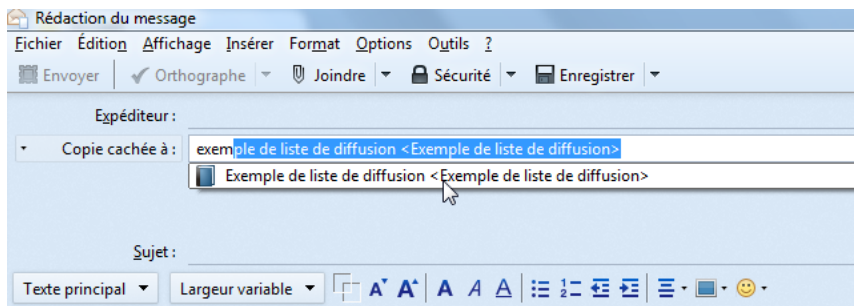 Rédaction du message
Fichier Édition Affichage Insérer Format Options Outils ?
Envoyer Orthographe Joindre Sécurité Enregistrer
Expéditeur :
Copie cachée à : exemple de liste de diffusion <Exemple de liste de diffusion>
Exemple de liste de diffusion <Exemple de liste de diffusion>
Sujet :
Texte principal Largeur variable A A A A A